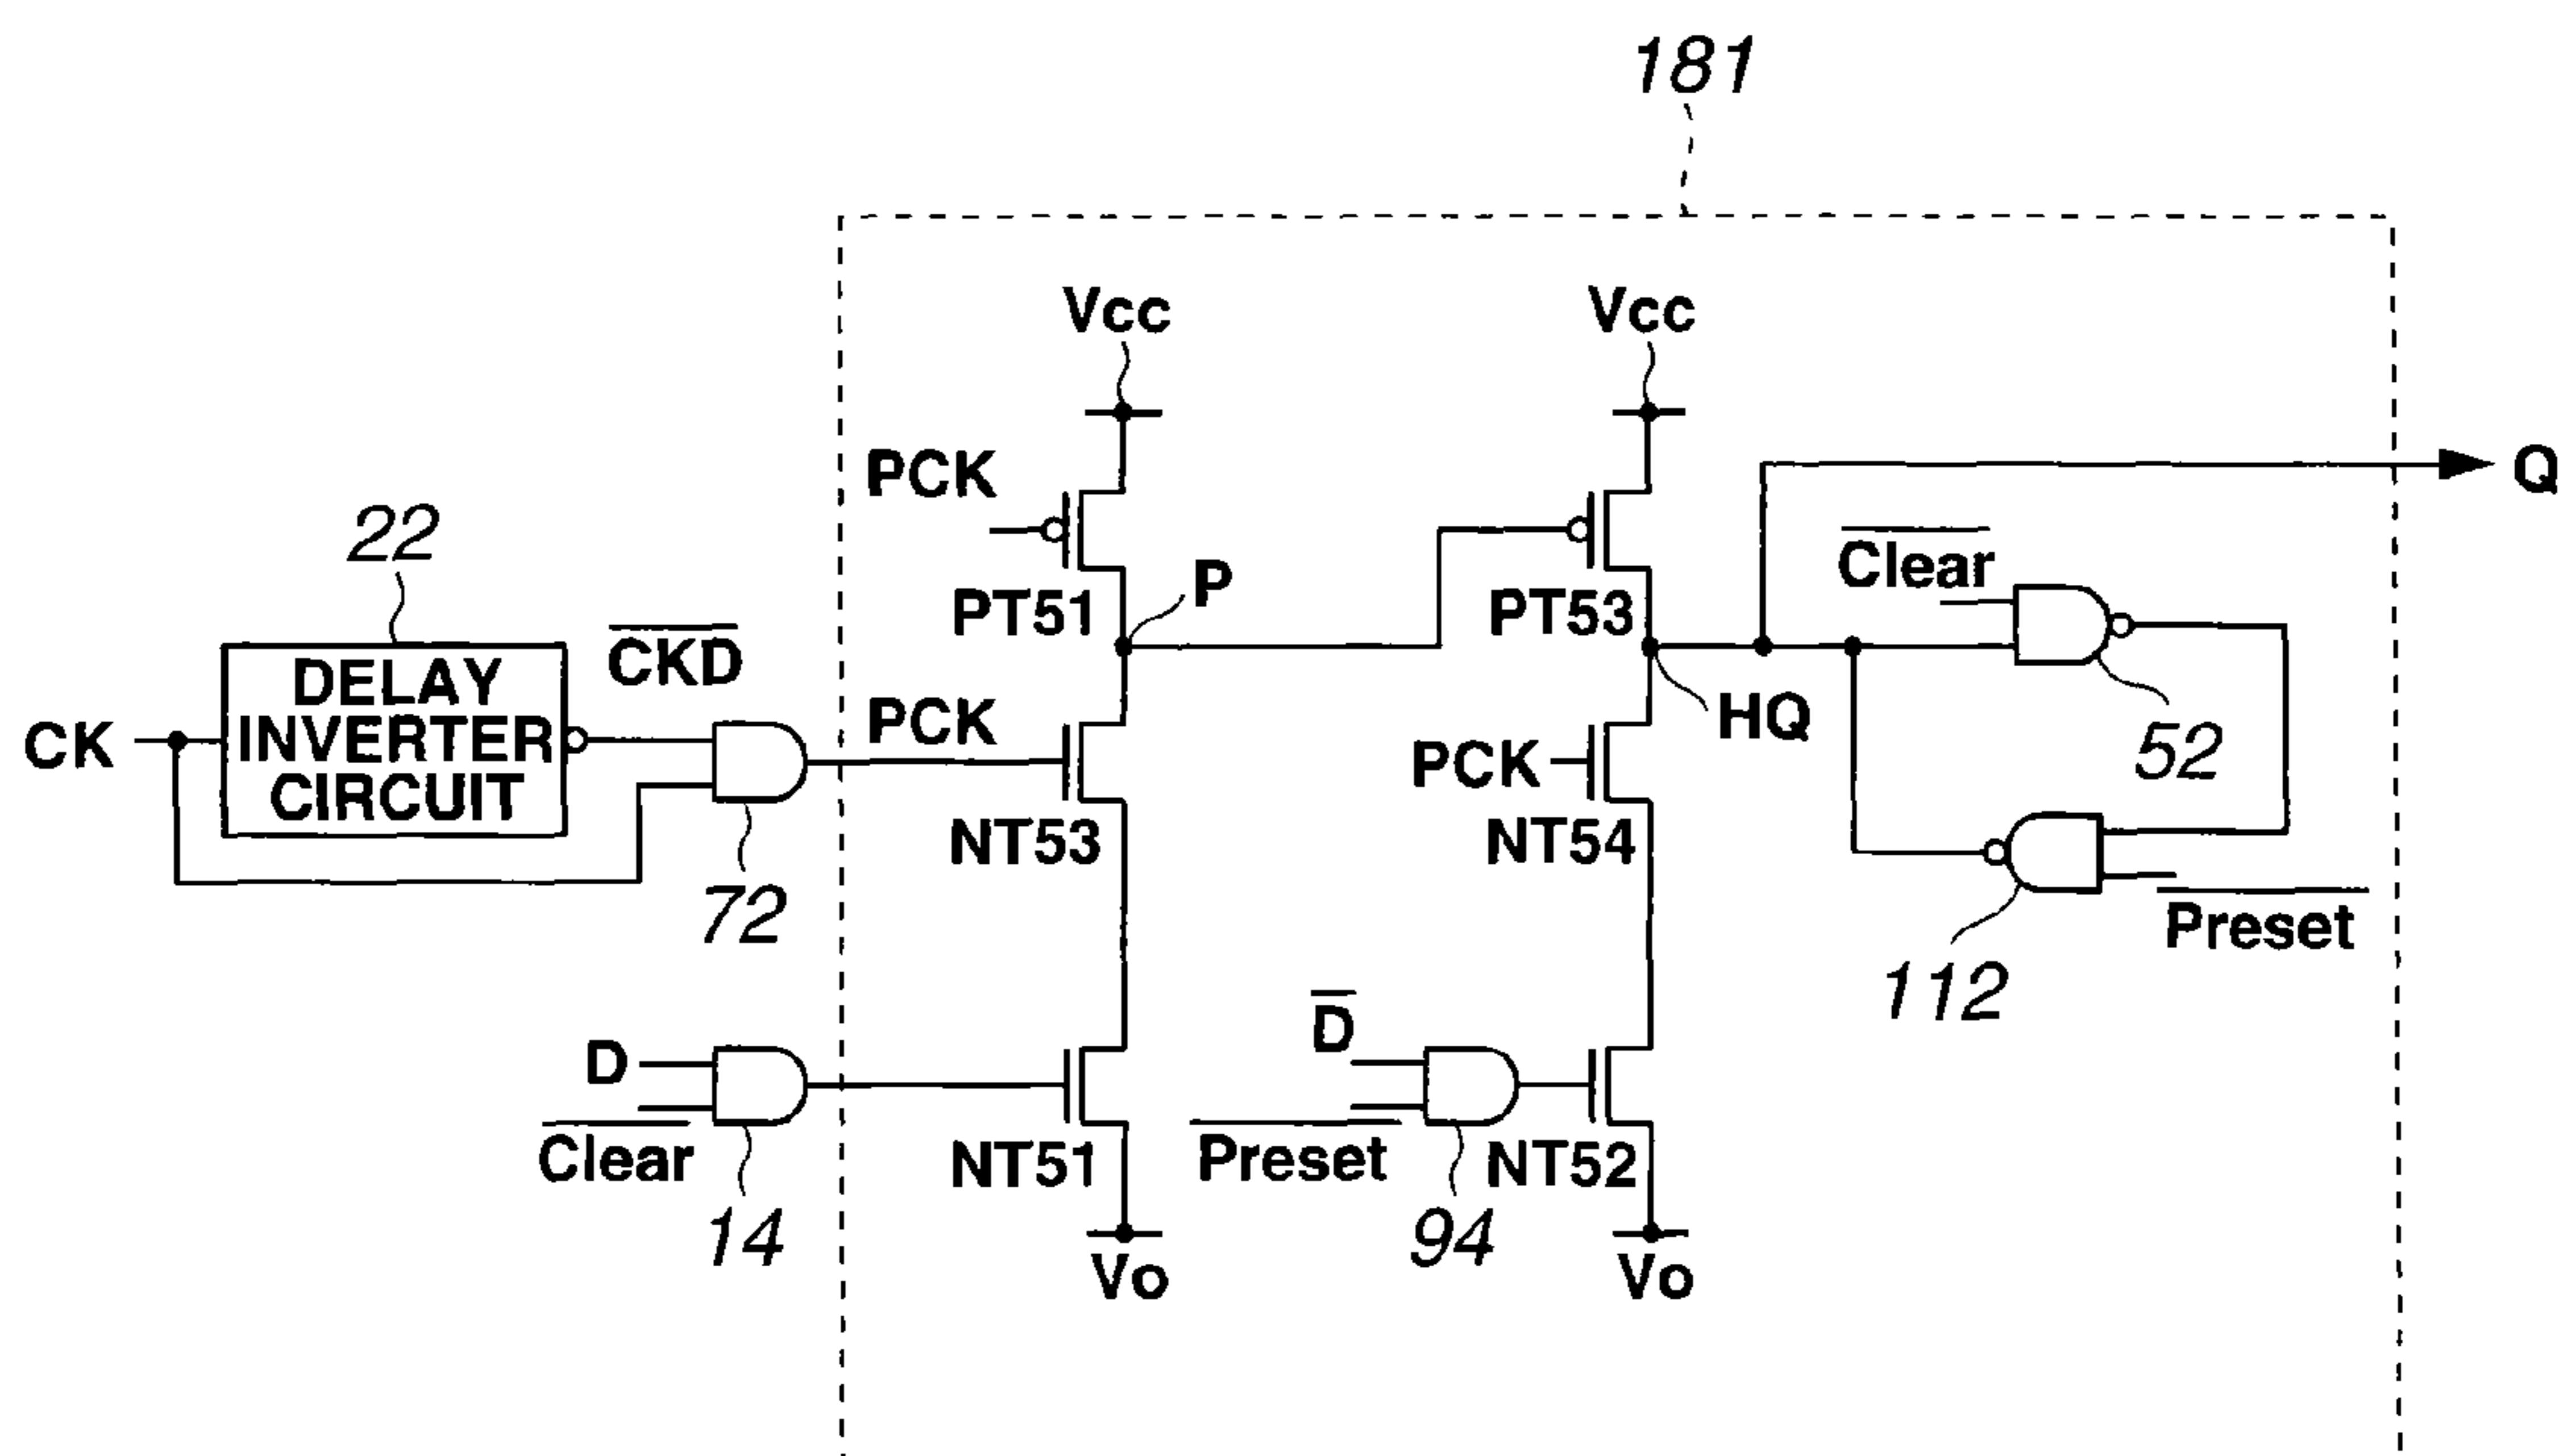 181
Vcc
Vcc
PCK
Q
22
Clear
PT51
P
PT53
CKD
DELAY
INVERTER
CIRCUIT
CK
PCK
HQ
PCK
52
NT53
NT54
72
Preset
112
D
D
Clear
NT51
Preset
NT52
14
94
Vo
Vo